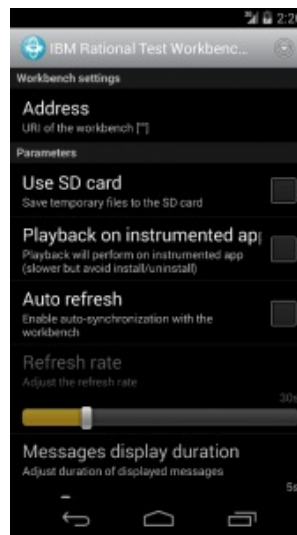 2:20
IBM Rational Test Workbenc...
Workbench settings
Address
URI of the workbench [""]
Parameters
Use SD card
Save temporary files to the SD card
Playback on instrumented ap
Playback will perform on instrumented app
(slower but avoid install/uninstall)
Auto refresh
Enable auto-synchronization with the
workbench
Refresh rate
Adjust the refresh rate
30s
Messages display duration
Adjust duration of displayed messages
5s